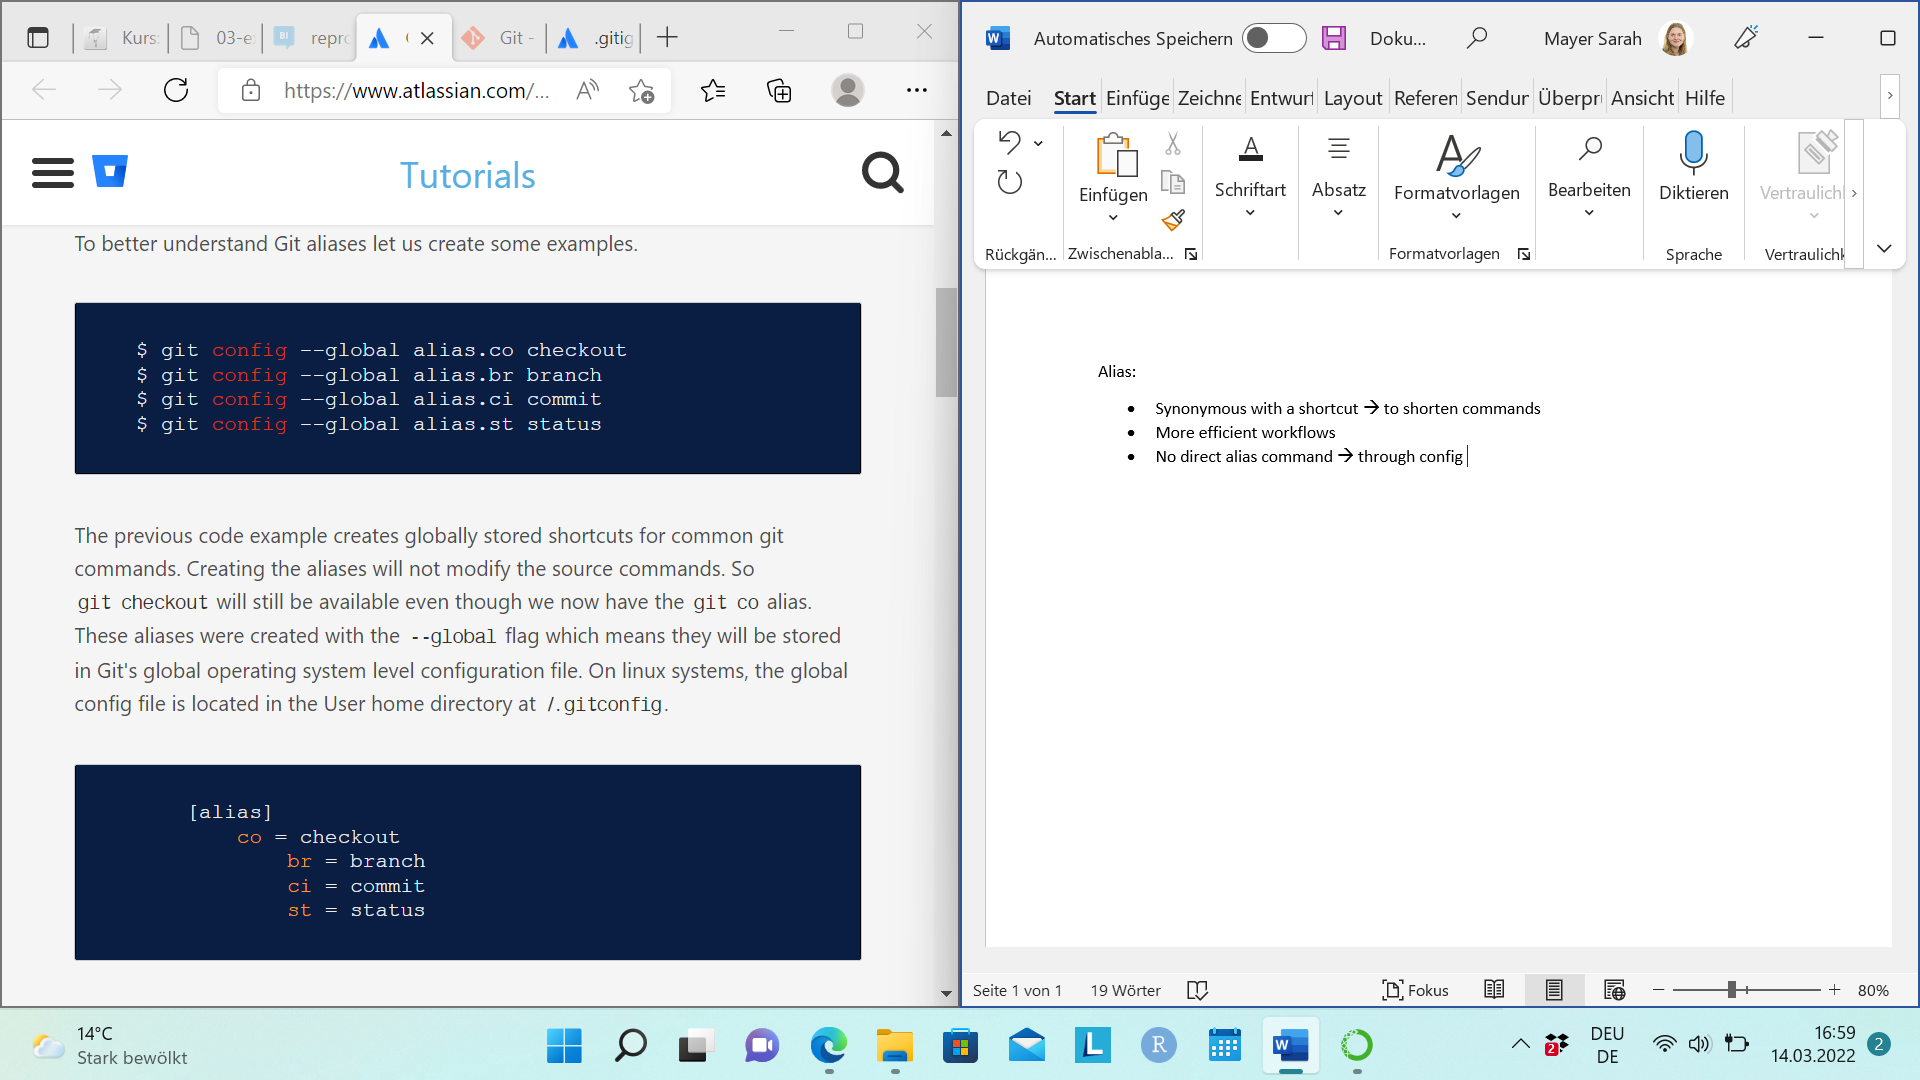 Kurs:
03-e
BI
repro
Git -
.gitig
https://www.atlassian.com/...
Tutorials
To better understand Git aliases let us create some examples.
$ git config --global alias.co checkout
$ git config --global alias.br branch
$ git config --global alias.ci commit
$ git config --global alias.st status
The previous code example creates globally stored shortcuts for common git
commands. Creating the aliases will not modify the source commands. So
git checkout will still be available even though we now have the git co alias.
These aliases were created with the --global flag which means they will be stored
in Git's global operating system level configuration file. On linux systems, the global
config file is located in the User home directory at /.gitconfig.
[alias]
co = checkout
br = branch
ci = commit
st = status
W
Automatisches Speichern
Doku...
Mayer Sarah
Datei Start Einfüge Zeichne Entwurf Layout Referen Sendun Überprü Ansicht Hilfe
Einfügen
Schriftart
Absatz
Formatvorlagen
Bearbeiten
Diktieren
Vertraulichl
Rückgän... Zwischenabla... Formatvorlagen Sprache Vertraulichk
Alias:
• Synonymous with a shortcut → to shorten commands
• More efficient workflows
• No direct alias command → through config
Seite 1 von 1 19 Wörter Fokus 80%
14°C
Stark bewölkt
L
R
W
2
DEU
DE
16:59
14.03.2022
2